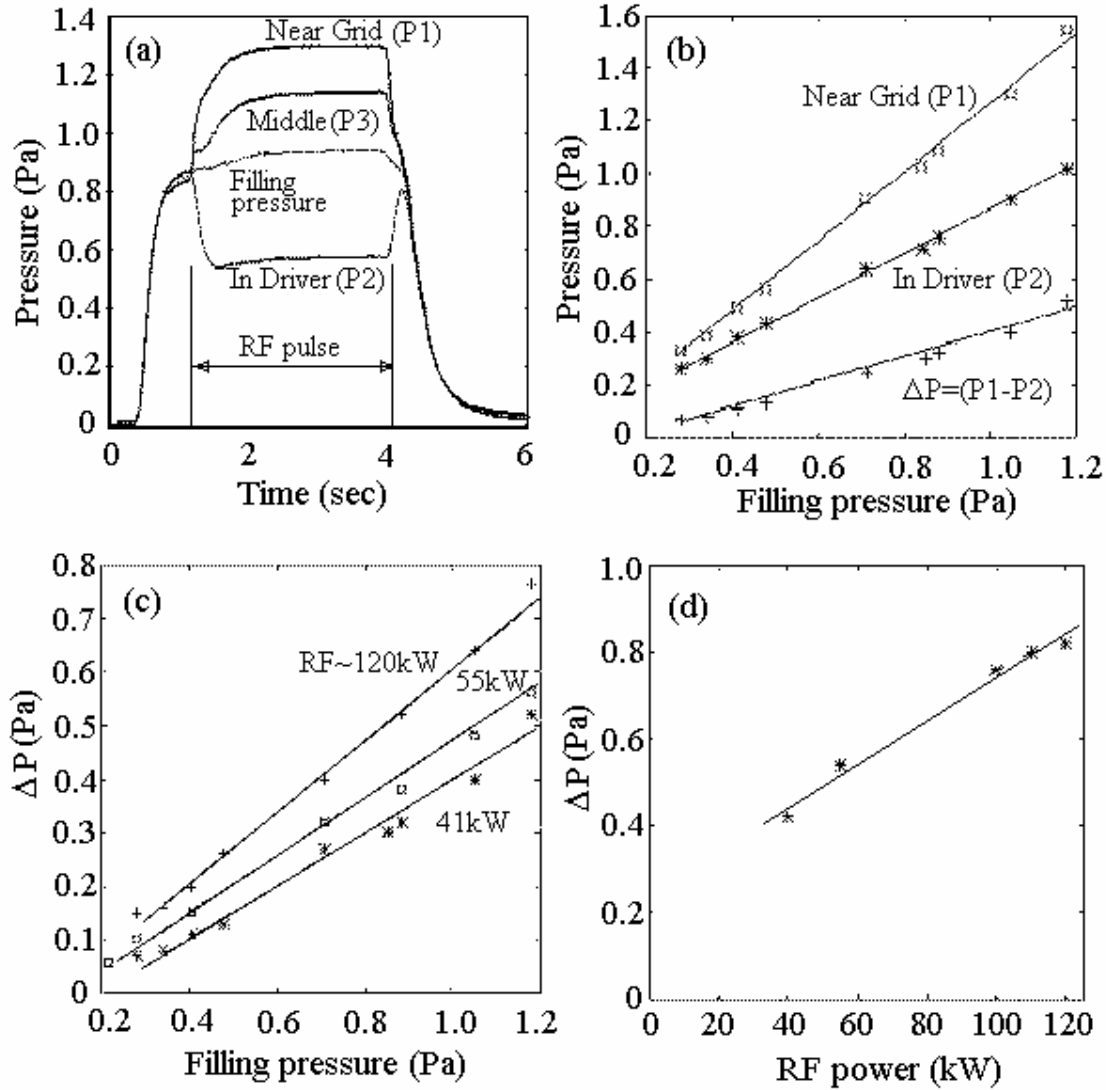 (a)
Near Grid (P1)
Middle (P3)
Filling
pressure
In Driver (P2)
RF pulse
Pressure (Pa)
1.4
1.2
1.0
0.8
0.6
0.4
0.2
0
0 2 4 6
Time (sec)
(b)
Near Grid (P1)
In Driver (P2)
ΔP=(P1-P2)
Pressure (Pa)
1.6
1.4
1.2
1.0
0.8
0.6
0.4
0.2
0
0.2 0.4 0.6 0.8 1.0 1.2
Filling pressure (Pa)
(c)
RF~120kW
55kW
41kW
ΔP (Pa)
0.8
0.7
0.6
0.5
0.4
0.3
0.2
0.1
0
0.2 0.4 0.6 0.8 1.0 1.2
Filling pressure (Pa)
(d)
ΔP (Pa)
1.0
0.8
0.6
0.4
0.2
0
0 20 40 60 80 100 120
RF power (kW)